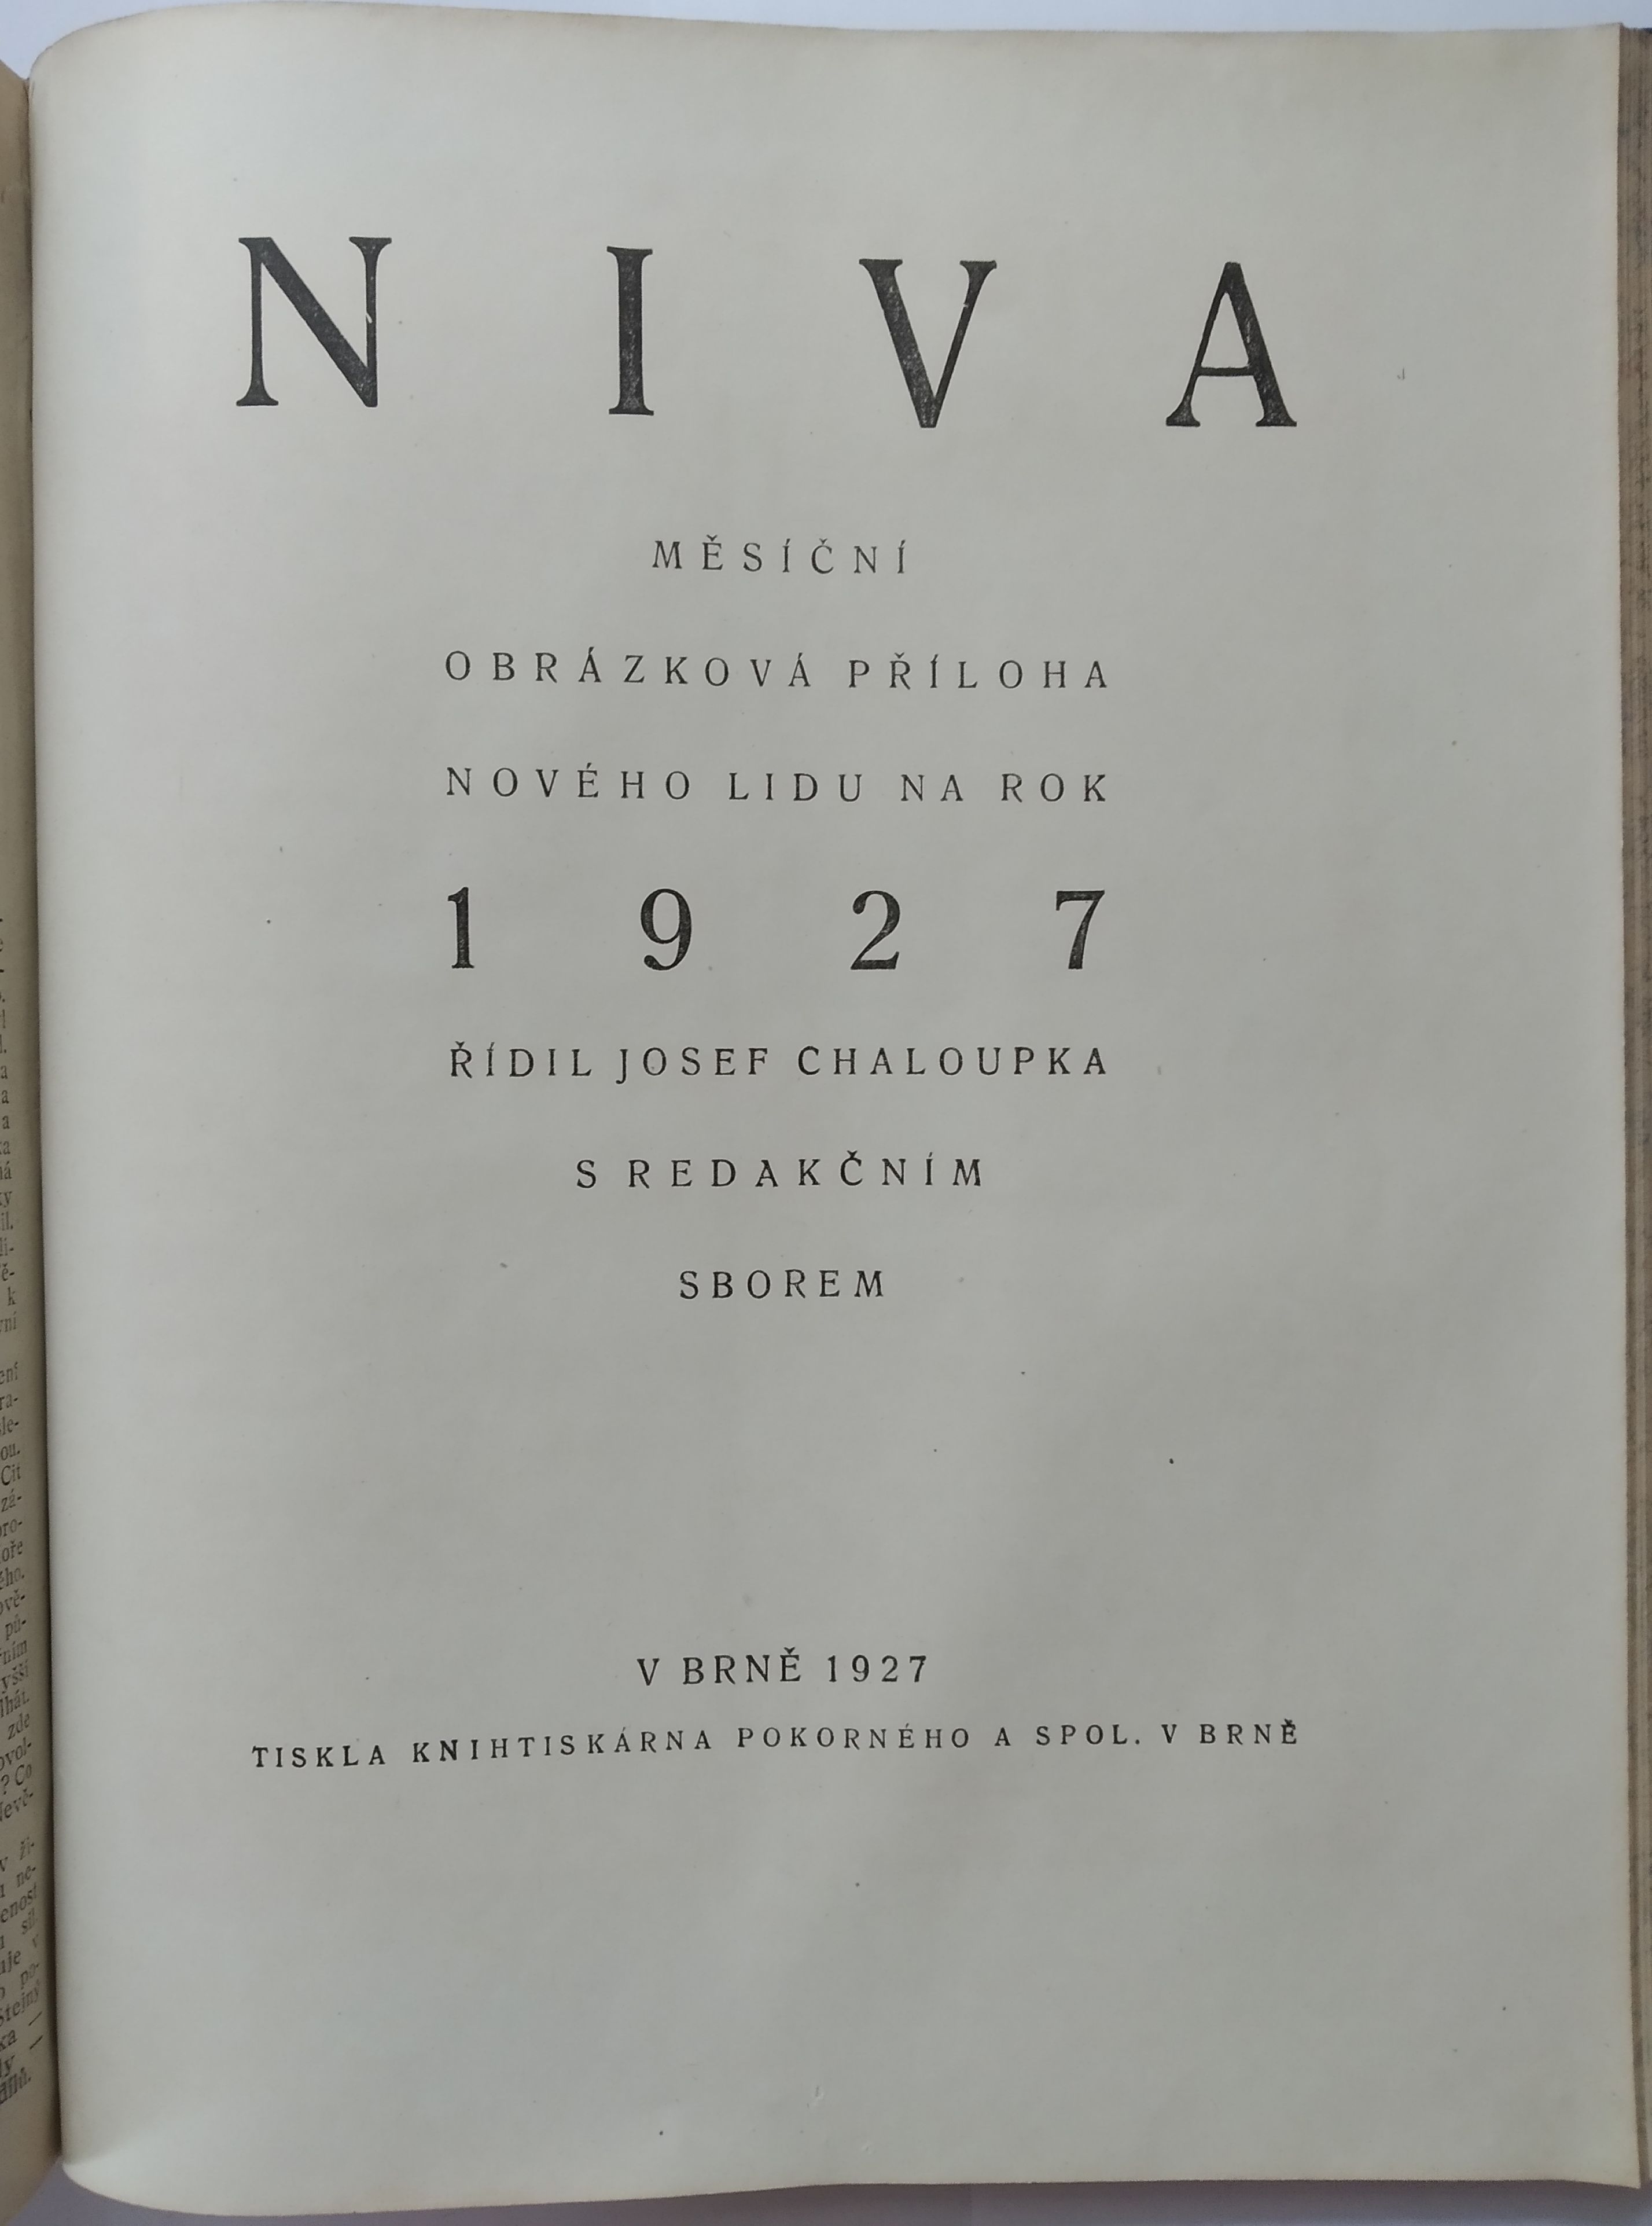 NIVA
MĚSÍČNÍ
OBRÁZKOVÁ PŘÍLOHA
NOVÉHO LIDU NA ROK
1927
ŘÍDIL JOSEF CHALOUPKA
S REDAKČNÍM
SBOREM
V BRNĚ 1927
TISKLA KNIHTISKÁRNA POKORNÉHO A SPOL. V BRNĚ